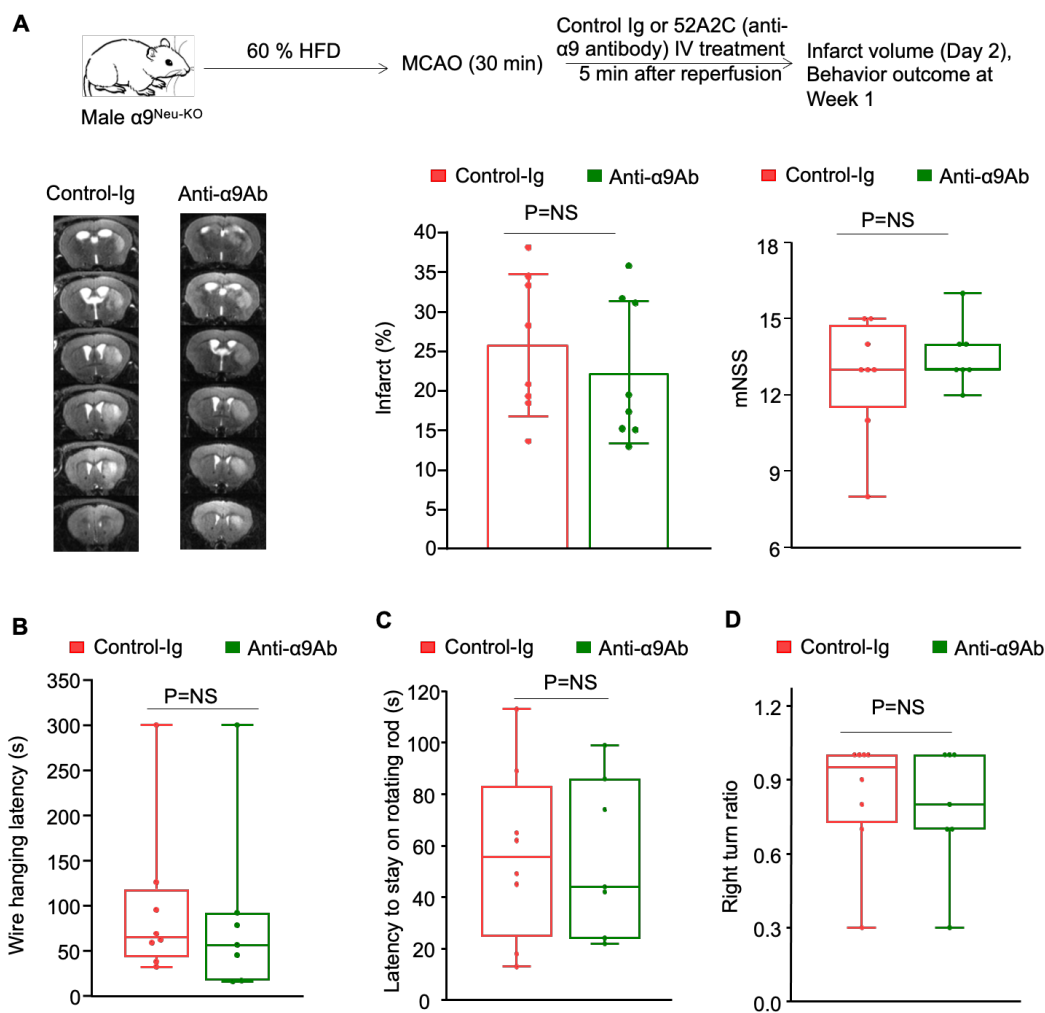 A
60 % HFD
MCAO (30 min)
Control Ig or 52A2C (anti-
α9 antibody) IV treatment
5 min after reperfusion
Infarct volume (Day 2),
Behavior outcome at
Week 1
Male α9Neu-KO
Control-Ig
Anti-α9Ab
Control-Ig
Anti-α9Ab
P=NS
Infarct (%)
40
35
30
25
20
15
10
5
0
Control-Ig
Anti-α9Ab
P=NS
mNSS
18
15
12
9
6
B
Control-Ig
Anti-α9Ab
P=NS
Wire hanging latency (s)
350
300
250
200
150
100
50
0
C
Control-Ig
Anti-α9Ab
P=NS
Latency to stay on rotating rod (s)
120
100
80
60
40
20
0
D
Control-Ig
Anti-α9Ab
P=NS
Right turn ratio
1.2
0.9
0.6
0.3
0.0